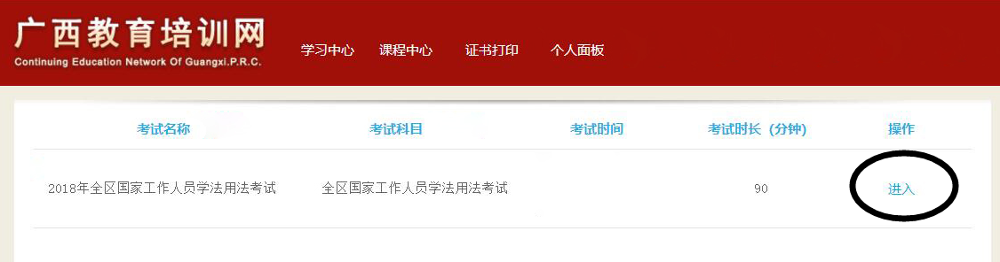 广西教育培训网
Continuing Education Network Of Guangxi,P.R.C.
学习中心 课程中心 证书打印 个人面板
考试名称 考试科目 考试时间 考试时长（分钟） 操作
2018年全区国家工作人员学法用法考试 全区国家工作人员学法用法考试 90 进入